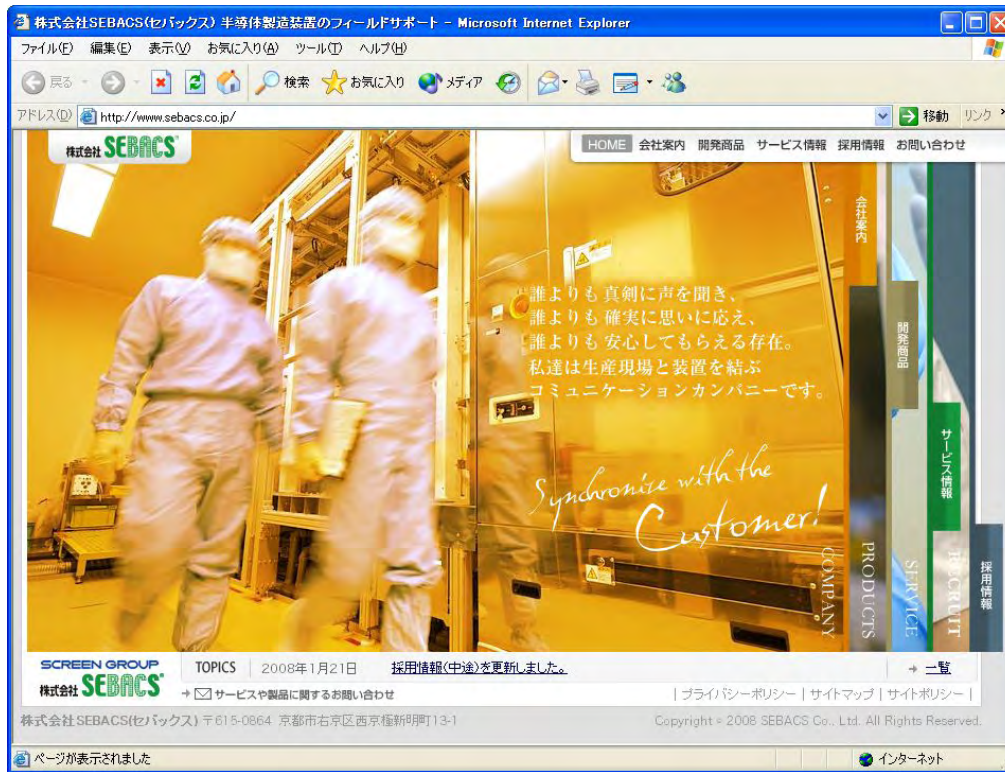 株式会社SEBACS(セバックス) 半導体製造装置のフィールドサポート - Microsoft Internet Explorer
ファイル(F) 編集(E) 表示(V) お気に入り(A) ツール(T) ヘルプ(H)
戻る 検索 お気に入り メディア
アドレス(D) http://www.sebacs.co.jp/ 移動 リンク
株式会社 SEBACS
HOME 会社案内 開発商品 サービス情報 採用情報 お問い合わせ
会社案内
開発商品
サービス情報
採用情報
誰よりも 真剣に声を聞き、
誰よりも 確実に思いに応え、
誰よりも 安心してもらえる存在。
私達は生産現場と装置を結ぶ
コミュニケーションカンパニーです。
Synchronize with the
Customer!
COMPANY
PRODUCTS
SERVICE
RECRUIT
SCREEN GROUP
株式会社 SEBACS
TOPICS 2008年1月21日 採用情報(中途)を更新しました。 → 一覧
→ サービスや製品に関するお問い合わせ
| プライバシーポリシー | サイトマップ | サイトポリシー |
株式会社SEBACS(セバックス) 〒615-0864 京都市右京区西京極新明町13-1
Copyright © 2008 SEBACS Co., Ltd. All Rights Reserved.
ページが表示されました インターネット